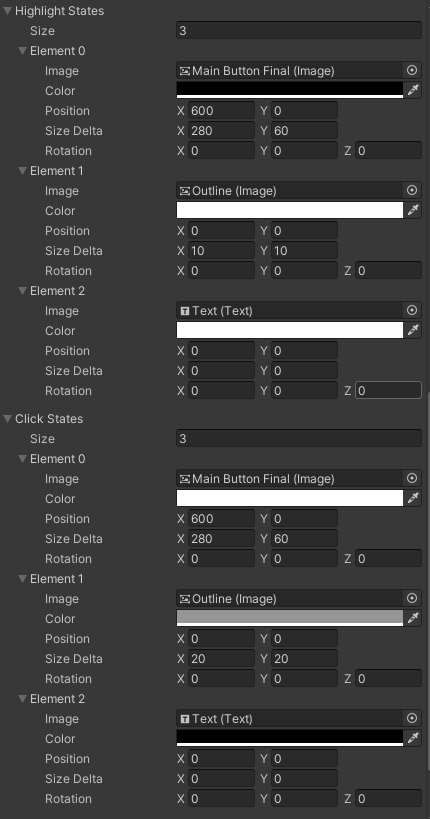 Highlight States
Size 3
Element 0
Image Main Button Final (Image)
Color
Position X 600 Y 0
Size Delta X 280 Y 60
Rotation X 0 Y 0 Z 0
Element 1
Image Outline (Image)
Color
Position X 0 Y 0
Size Delta X 10 Y 10
Rotation X 0 Y 0 Z 0
Element 2
Image T Text (Text)
Color
Position X 0 Y 0
Size Delta X 0 Y 0
Rotation X 0 Y 0 Z 0
Click States
Size 3
Element 0
Image Main Button Final (Image)
Color
Position X 600 Y 0
Size Delta X 280 Y 60
Rotation X 0 Y 0 Z 0
Element 1
Image Outline (Image)
Color
Position X 0 Y 0
Size Delta X 20 Y 20
Rotation X 0 Y 0 Z 0
Element 2
Image T Text (Text)
Color
Position X 0 Y 0
Size Delta X 0 Y 0
Rotation X 0 Y 0 Z 0